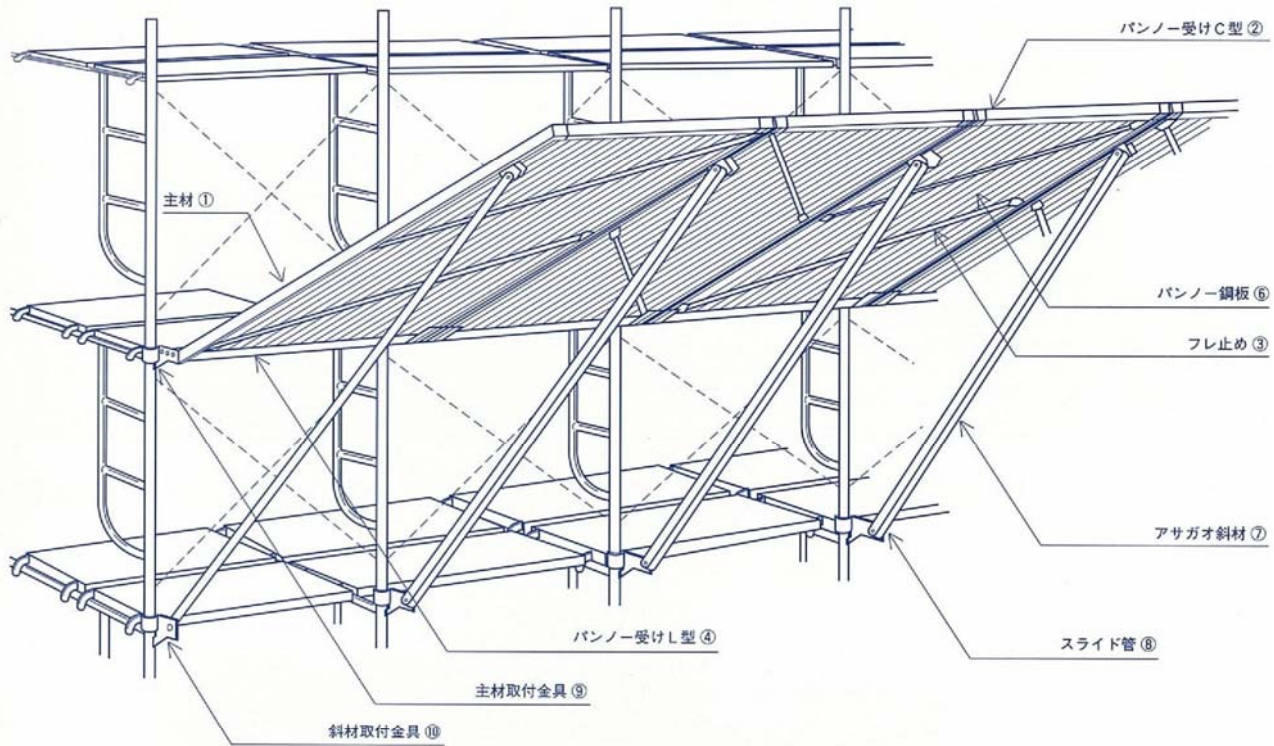 パンノー受けC型②
主材①
パンノー鋼板⑥
フレ止め③
アサガオ斜材⑦
パンノー受けL型④
スライド管⑧
主材取付金具⑨
斜材取付金具⑩